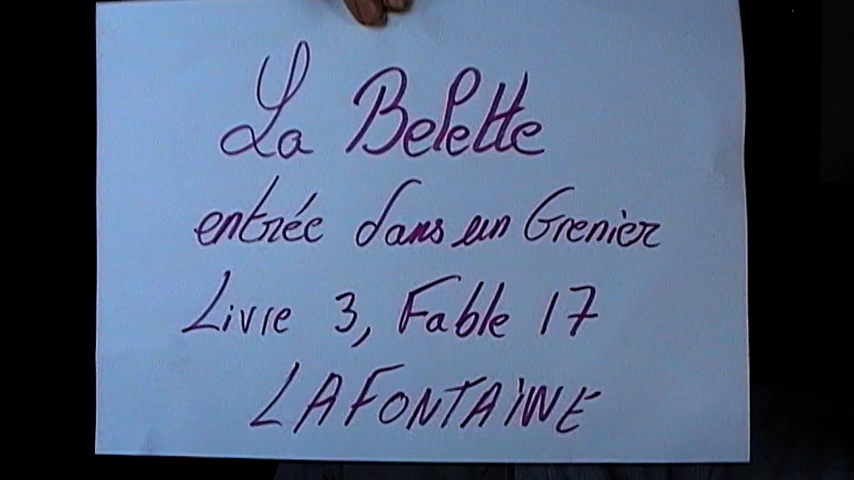 La Belette
entrée dans un Grenier
Livre 3, Fable 17
LAFONTAINE